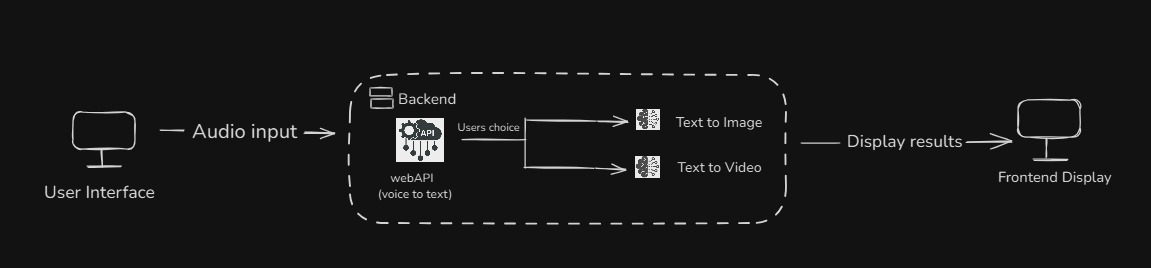 User Interface
Audio input
Backend
API
webAPI
(voice to text)
Users choice
Text to Image
Text to Video
Display results
Frontend Display